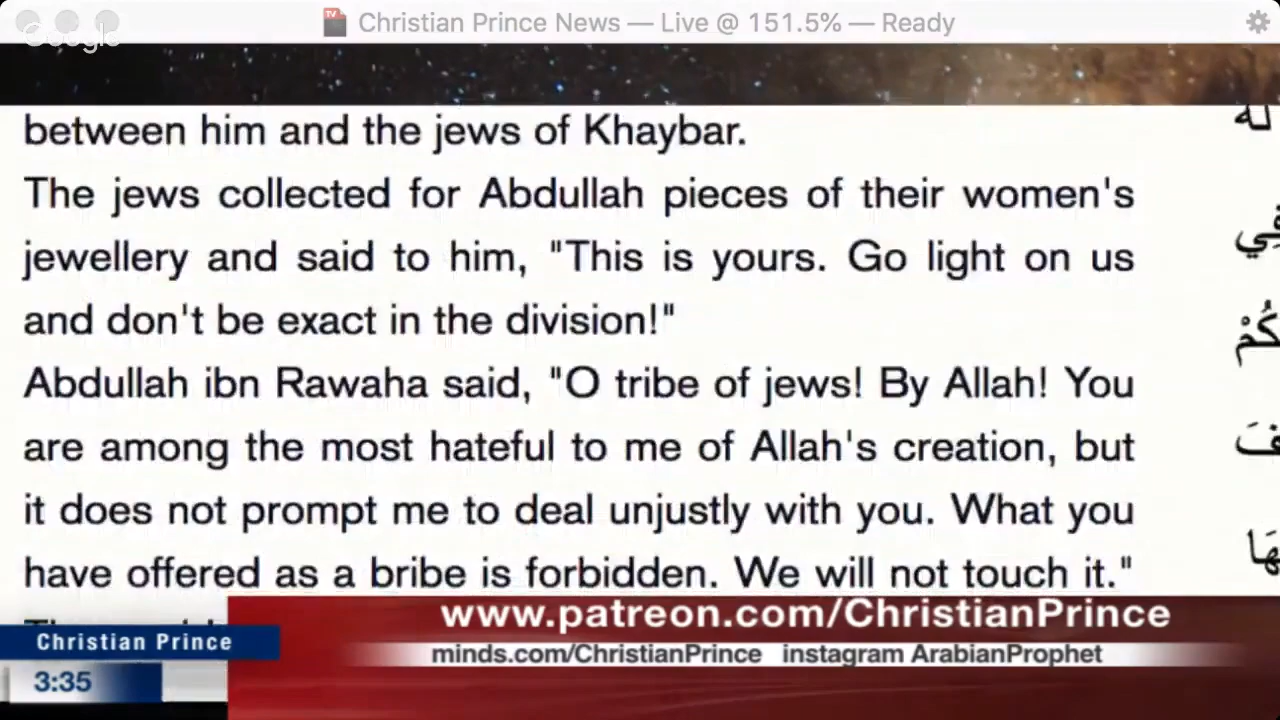 Christian Prince News — Live @ 151.5% — Ready
Google
between him and the jews of Khaybar.
The jews collected for Abdullah pieces of their women's
jewellery and said to him, "This is yours. Go light on us
and don't be exact in the division!"
Abdullah ibn Rawaha said, "O tribe of jews! By Allah! You
are among the most hateful to me of Allah's creation, but
it does not prompt me to deal unjustly with you. What you
have offered as a bribe is forbidden. We will not touch it."
www.patreon.com/ChristianPrince
Christian Prince
minds.com/ChristianPrince instagram ArabianProphet
3:35